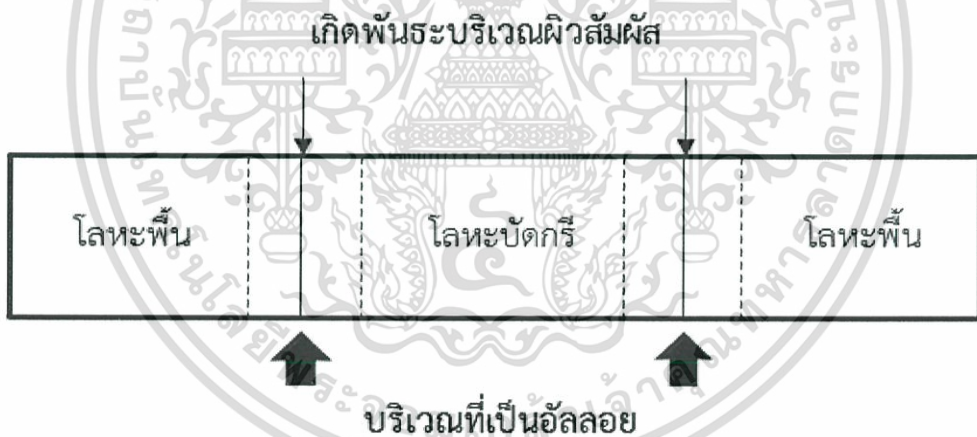 เกิดพันธะบริเวณผิวสัมผัส
โลหะพื้น โลหะบัดกรี โลหะพื้น
บริเวณที่เป็นอัลลอย